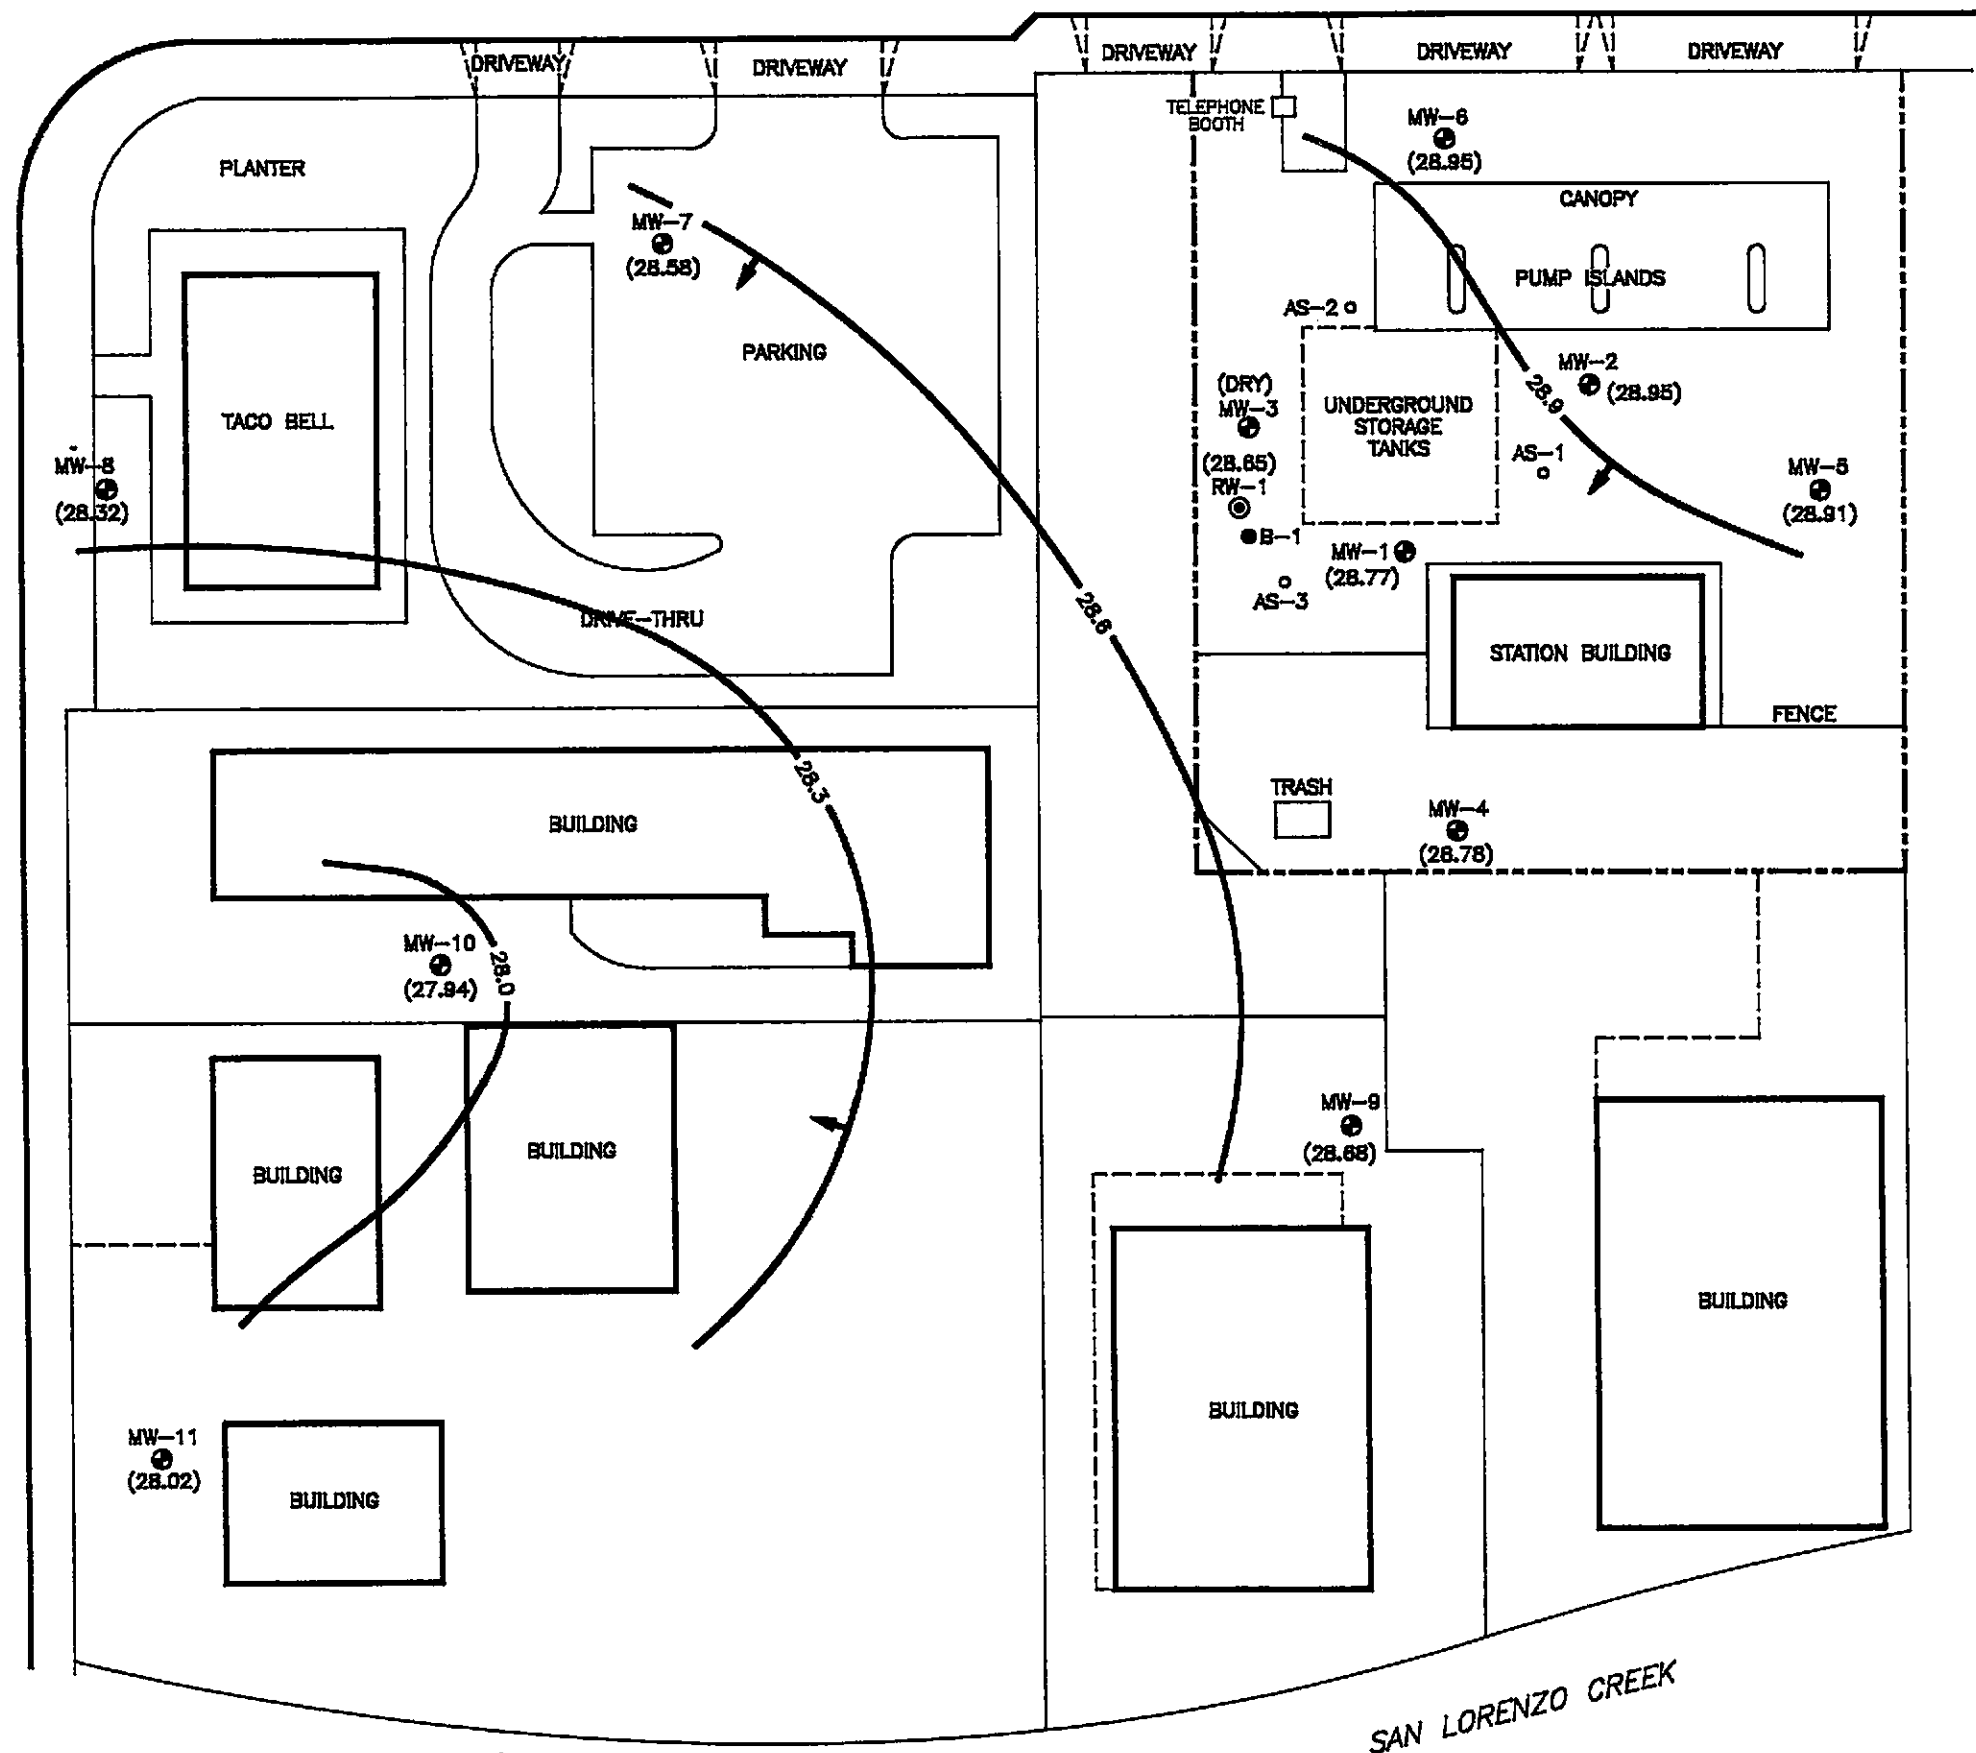 DRIVEWAY
DRIVEWAY
DRIVEWAY
DRIVEWAY
DRIVEWAY
TELEPHONE
BOOTH
MW-6
(28.95)
PLANTER
CANOPY
MW-7
(28.58)
PUMP ISLANDS
AS-2
PARKING
MW-2
(28.95)
28.9
(DRY)
MW-3
UNDERGROUND
STORAGE
TANKS
TACO BELL
AS-1
(28.65)
RW-1
MW-8
(28.32)
MW-5
(28.91)
B-1
MW-1
(28.77)
AS-3
28.6
DRIVE-THRU
STATION BUILDING
FENCE
28.3
TRASH
BUILDING
MW-4
(28.78)
MW-10
(27.94)
28.0
MW-9
(28.68)
BUILDING
BUILDING
BUILDING
BUILDING
MW-11
(28.02)
BUILDING
SAN LORENZO CREEK